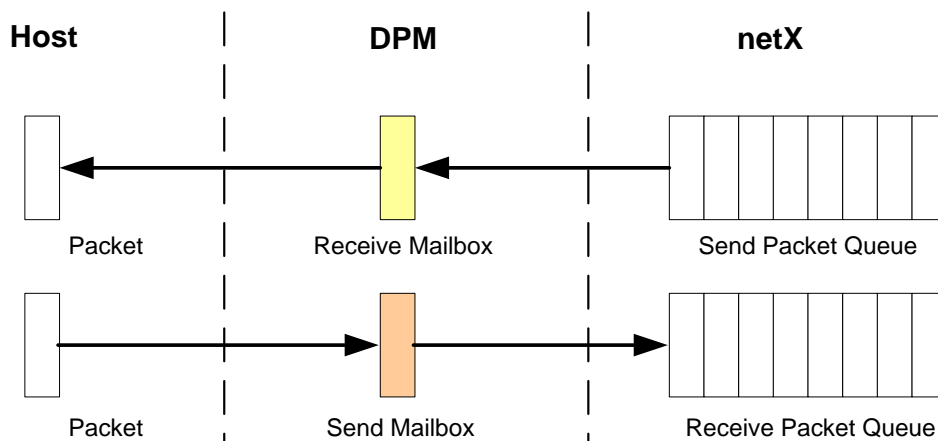 Host
DPM
netX
Packet
Receive Mailbox
Send Packet Queue
Packet
Send Mailbox
Receive Packet Queue